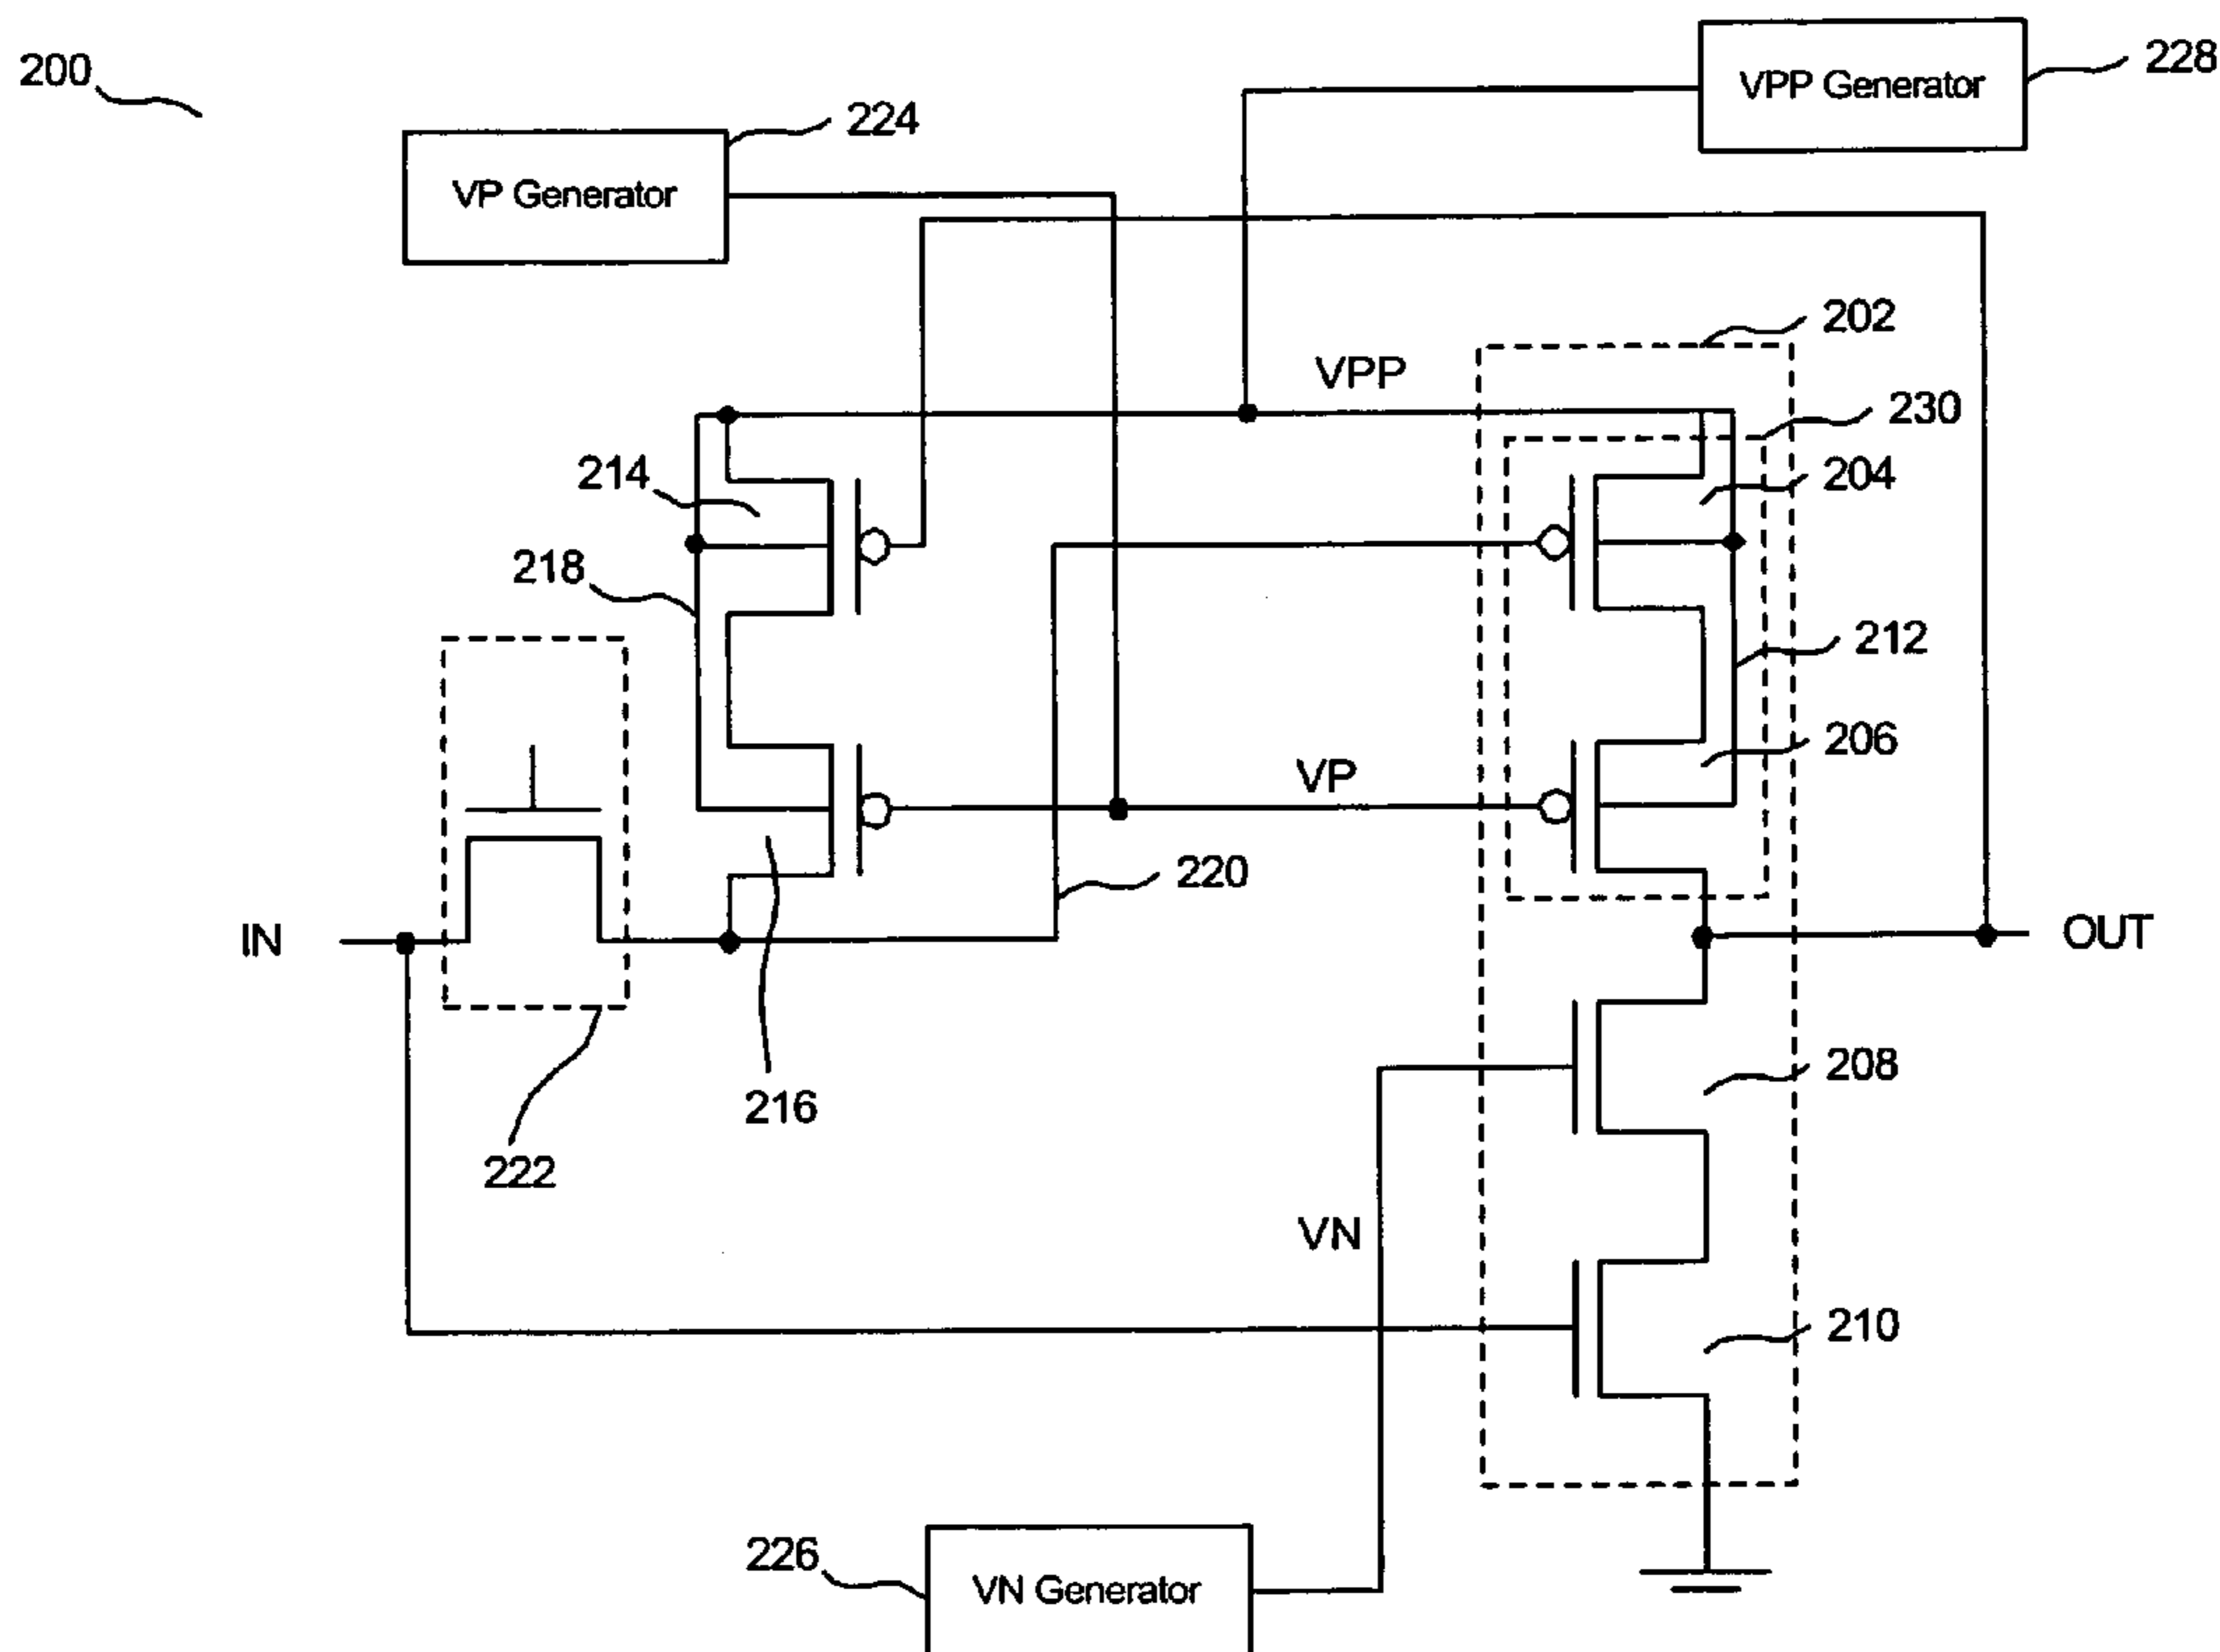 200
VPP Generator
228
224
VP Generator
202
VPP
230
214
204
218
212
206
VP
220
IN
OUT
208
216
222
VN
210
226
VN Generator